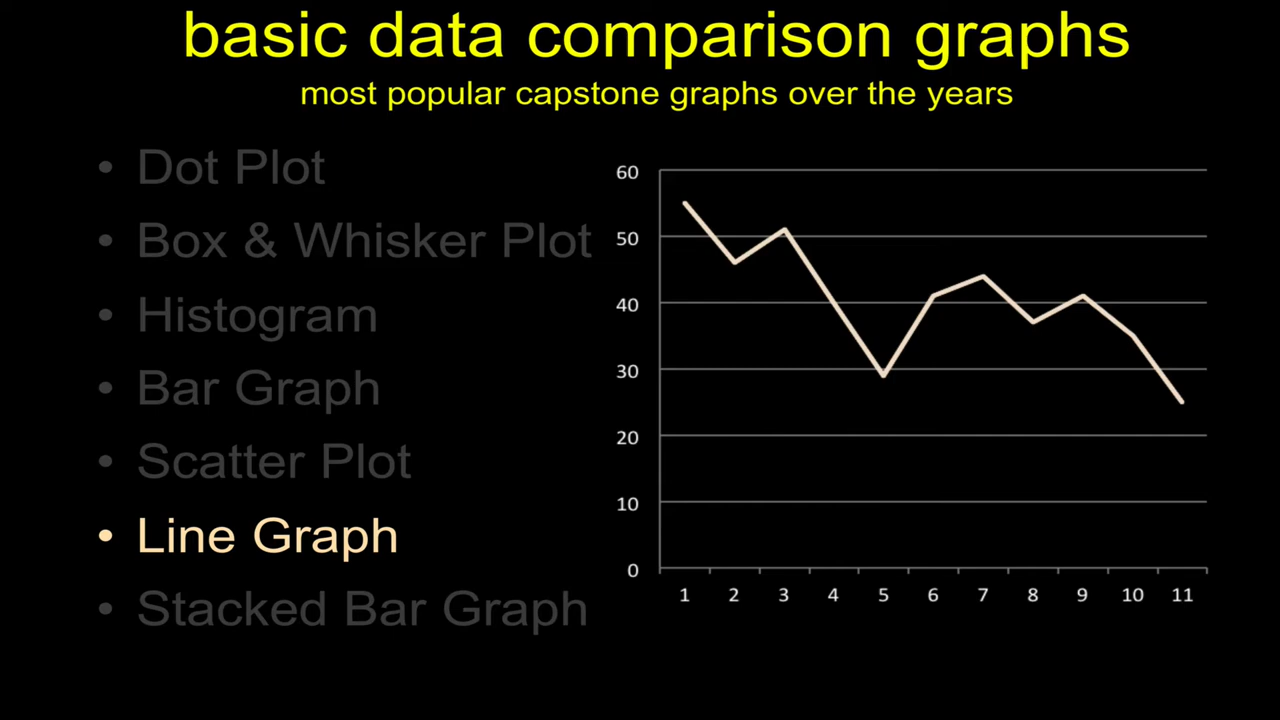 basic data comparison graphs
most popular capstone graphs over the years
• Dot Plot
• Box & Whisker Plot
• Histogram
• Bar Graph
• Scatter Plot
• Line Graph
• Stacked Bar Graph
60
50
40
30
20
10
0
1 2 3 4 5 6 7 8 9 10 11